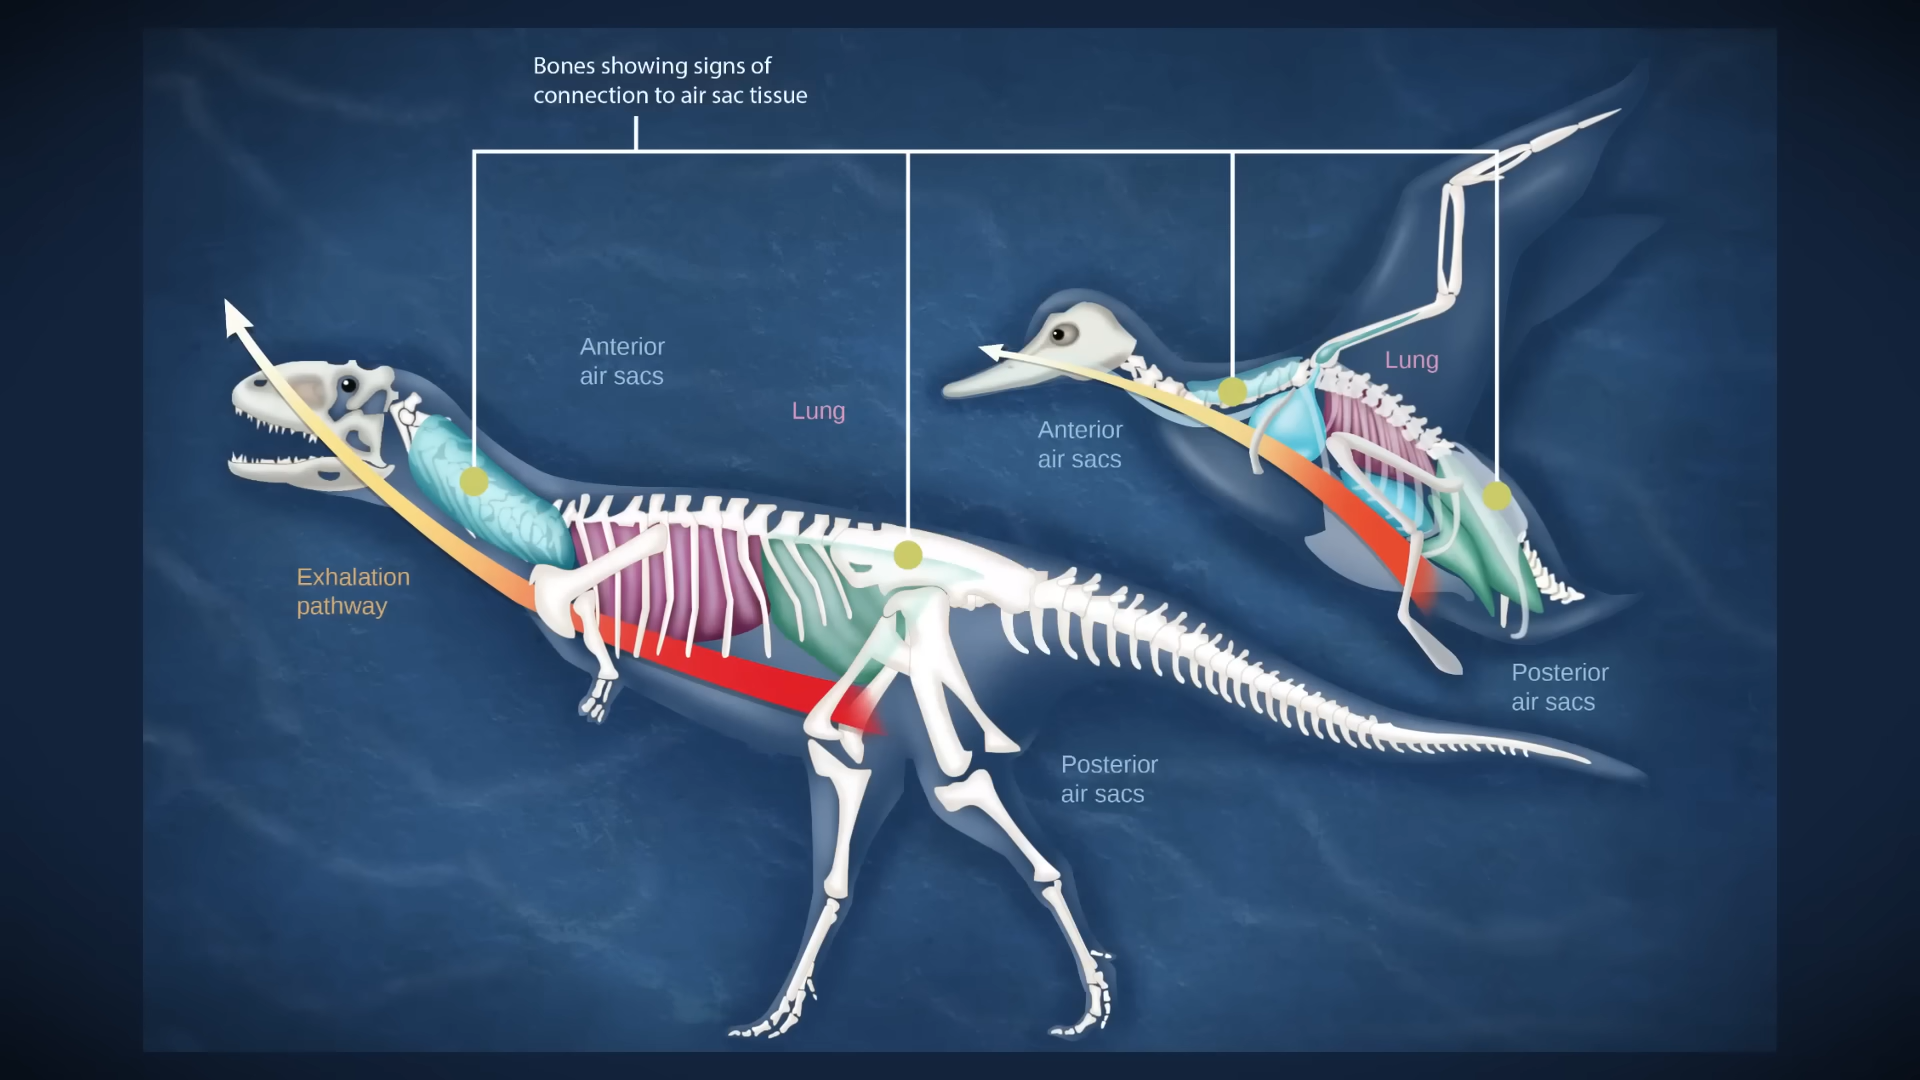 Bones showing signs of
connection to air sac tissue
Anterior
air sacs
Lung
Lung
Anterior
air sacs
Exhalation
pathway
Posterior
air sacs
Posterior
air sacs